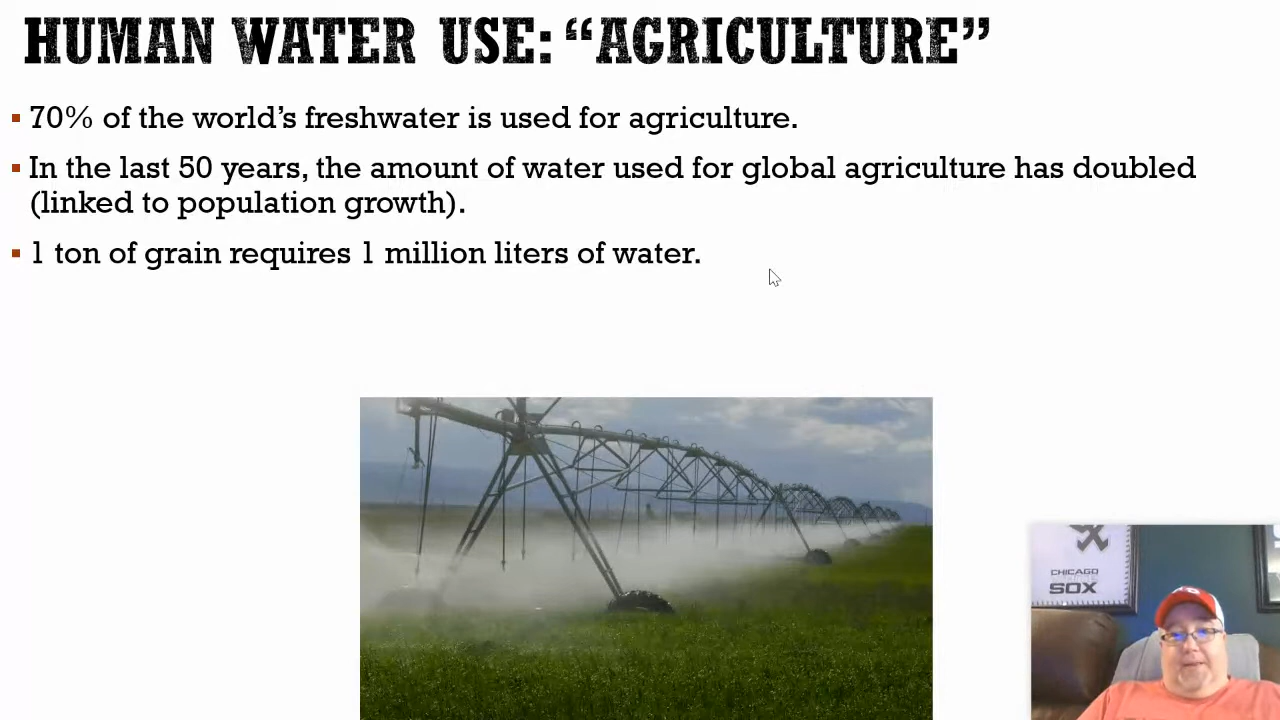 HUMAN WATER USE: “AGRICULTURE”
▪ 70% of the world’s freshwater is used for agriculture.
▪ In the last 50 years, the amount of water used for global agriculture has doubled
(linked to population growth).
▪ 1 ton of grain requires 1 million liters of water.
CHICAGO
SOX